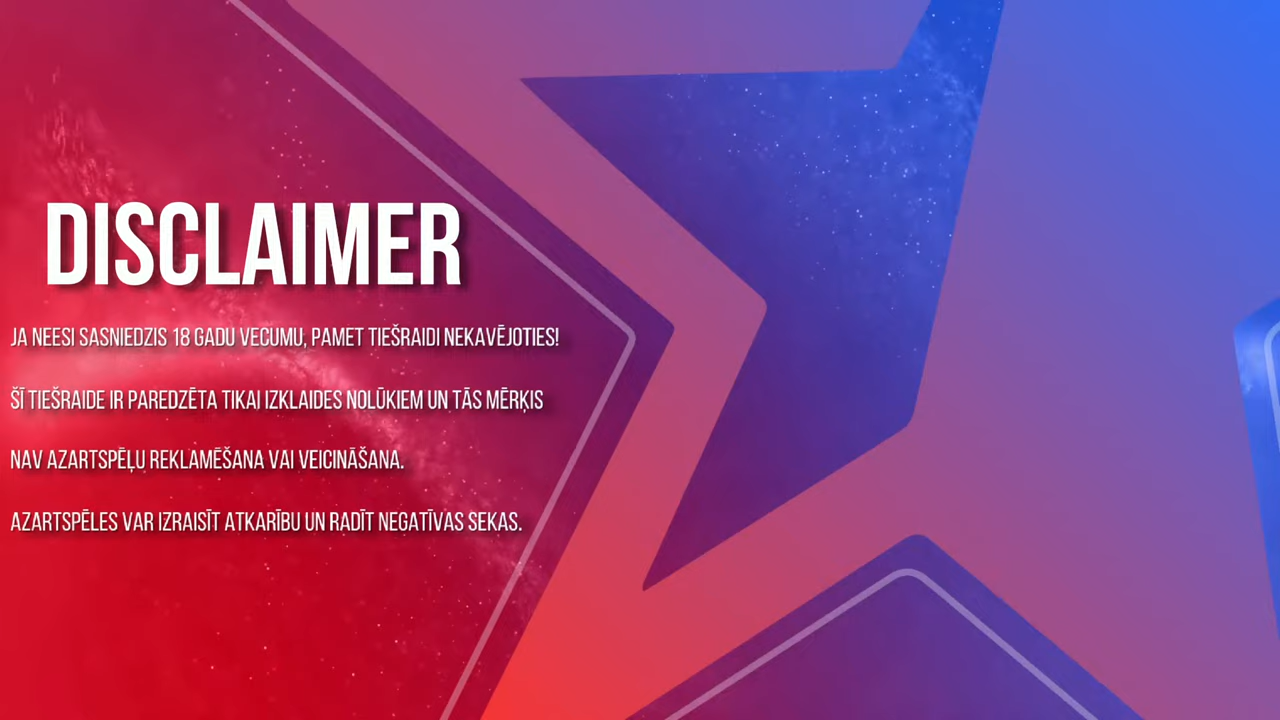 DISCLAIMER
JA NEESI SASNIEDZIS 18 GADU VECUMU, PAMET TIEŠRAIDI NEKAVĒJOTIES!
ŠĪ TIEŠRAIDE IR PAREDZĒTA TIKAI IZKLAIDES NOLŪKIEM UN TĀS MĒRĶIS
NAV AZARTSPĒĻU REKLAMĒŠANA VAI VEICINĀŠANA.
AZARTSPĒLES VAR IZRAISĪT ATKARĪBU UN RADĪT NEGATĪVAS SEKAS.